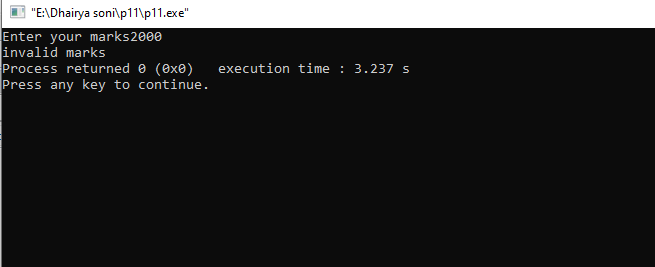 "E:\Dhairya soni\p11\p11.exe"
Enter your marks2000
invalid marks
Process returned 0 (0x0)   execution time : 3.237 s
Press any key to continue.